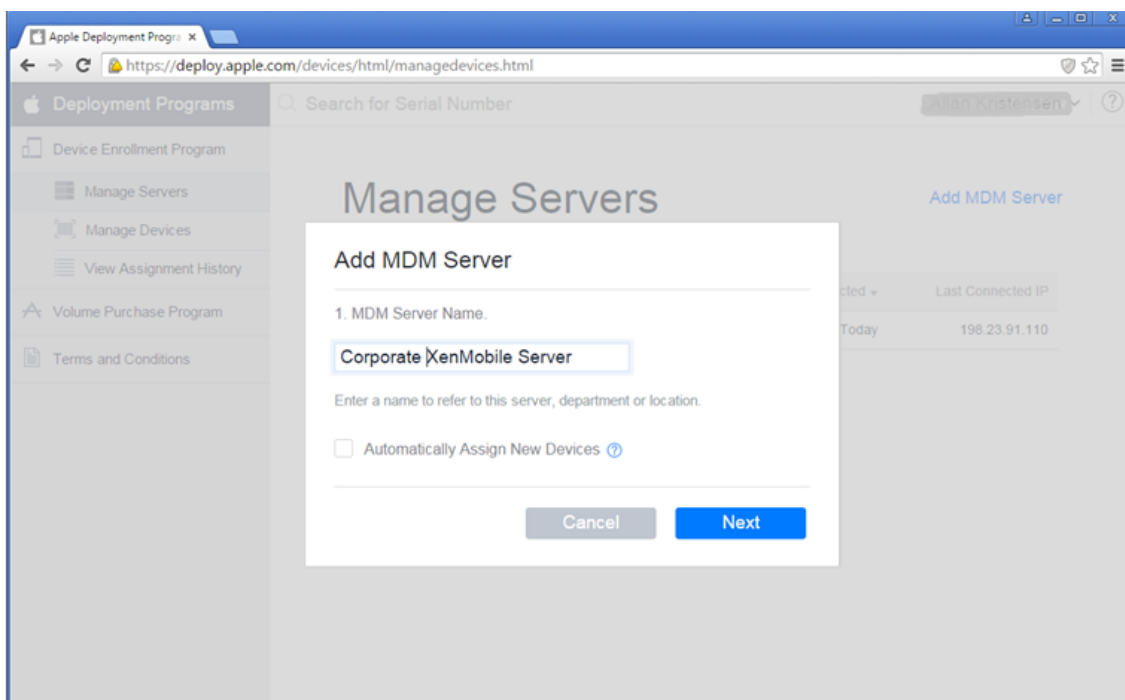 Apple Deployment Progra
https://deploy.apple.com/devices/html/managedevices.html
Deployment Programs
Search for Serial Number
Allan Kristensen
Device Enrollment Program
Manage Servers
Manage Devices
View Assignment History
Volume Purchase Program
Terms and Conditions
Manage Servers
Add MDM Server
cted
Last Connected IP
Today
198.23.91.110
Add MDM Server
1. MDM Server Name.
Corporate XenMobile Server
Enter a name to refer to this server, department or location.
Automatically Assign New Devices
Cancel
Next